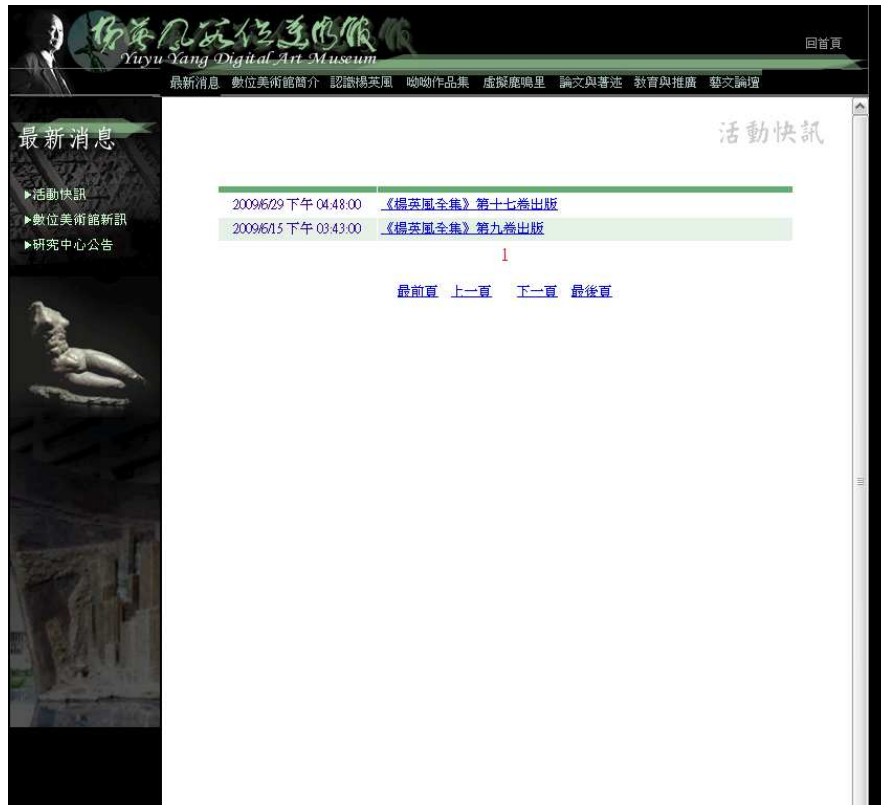 楊英風數位美術館
Yuyu Yang Digital Art Museum
回首頁
最新消息 數位美術館簡介 認識楊英風 呦呦作品集 虛擬鹿鳴里 論文與著述 教育與推廣 藝文論壇
最新消息
活動快訊
▶活動快訊
▶數位美術館新訊
▶研究中心公告
2009/6/29 下午 04:48:00 《楊英風全集》第十七卷出版
2009/6/15 下午 03:43:00 《楊英風全集》第九卷出版
1
最前頁 上一頁 下一頁 最後頁